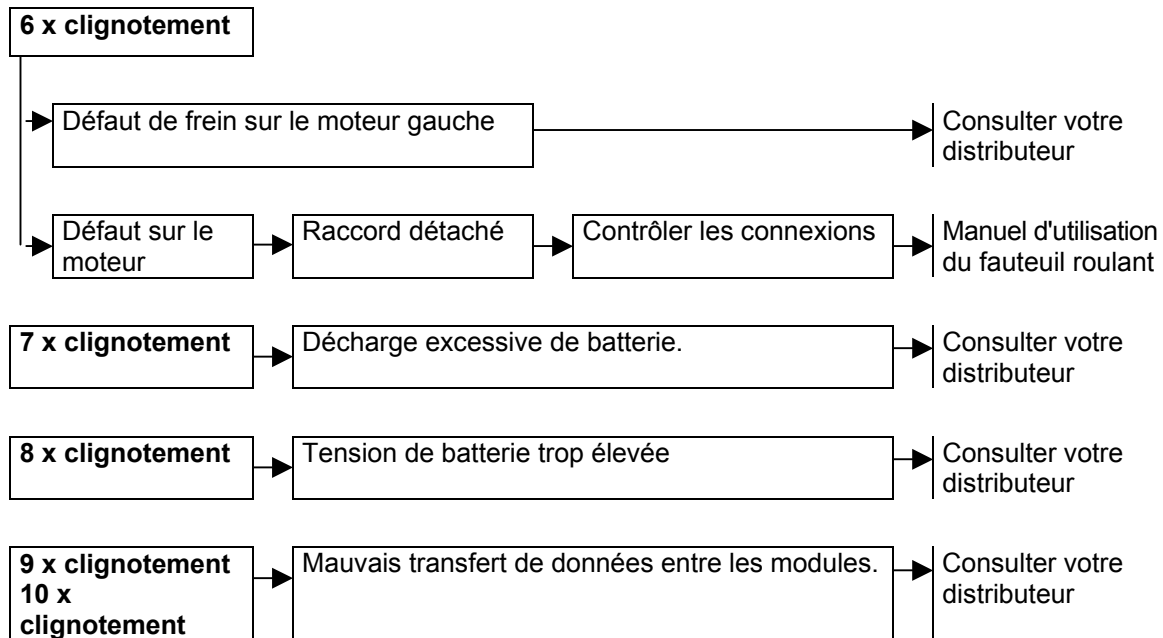 6 x clignotement
Défaut de frein sur le moteur gauche
Consulter votre
distributeur
Défaut sur le
moteur
Raccord détaché
Contrôler les connexions
Manuel d'utilisation
du fauteuil roulant
7 x clignotement
Décharge excessive de batterie.
Consulter votre
distributeur
8 x clignotement
Tension de batterie trop élevée
Consulter votre
distributeur
9 x clignotement
10 x
clignotement
Mauvais transfert de données entre les modules.
Consulter votre
distributeur